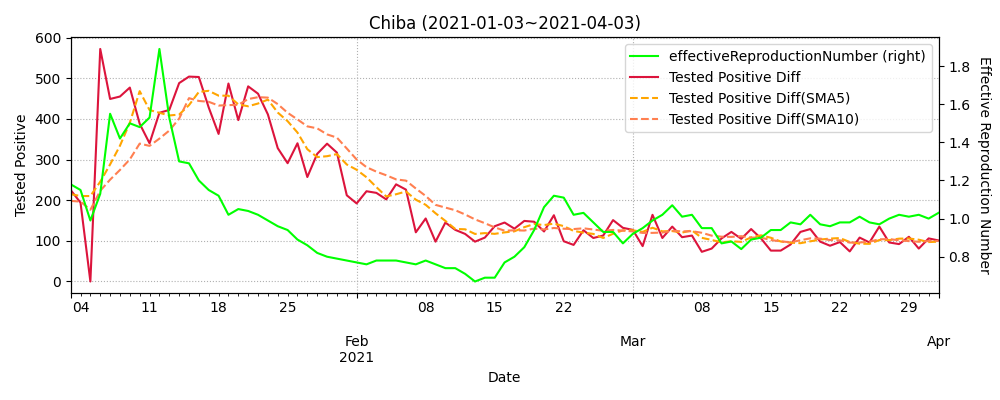 Chiba (2021-01-03~2021-04-03)
600
500
400
300
200
100
0
Tested Positive
1.8
1.6
1.4
1.2
1.0
0.8
Effective Reproduction Number
effectiveReproductionNumber (right)
Tested Positive Diff
Tested Positive Diff(SMA5)
Tested Positive Diff(SMA10)
04 11 18 25 08 15 22 08 15 22 29
Feb Mar Apr
2021
Date